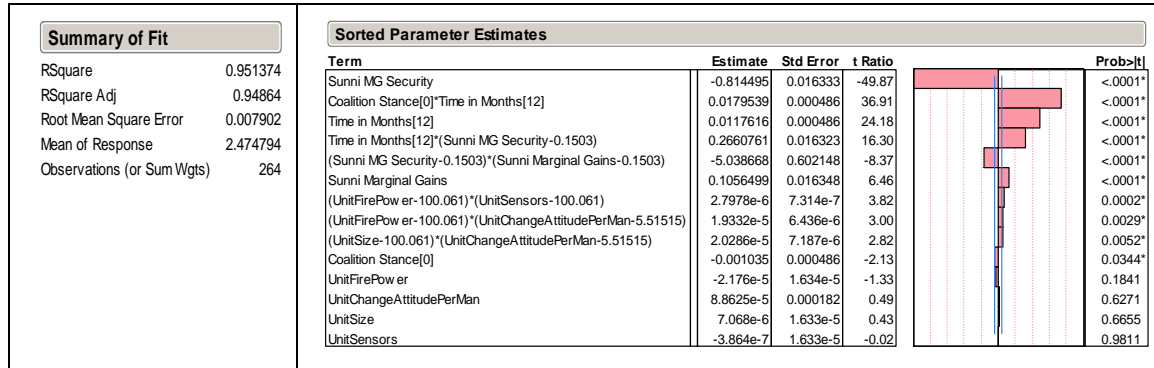 Summary of Fit
RSquare 0.951374
RSquare Adj 0.94864
Root Mean Square Error 0.007902
Mean of Response 2.474794
Observations (or Sum Wgts) 264
Sorted Parameter Estimates
Term Estimate Std Error t Ratio Prob>|t|
Sunni MG Security -0.814495 0.016333 -49.87 <.0001*
Coalition Stance[0]*Time in Months[12] 0.0179539 0.000486 36.91 <.0001*
Time in Months[12] 0.0117616 0.000486 24.18 <.0001*
Time in Months[12]*(Sunni MG Security-0.1503) 0.2660761 0.016323 16.30 <.0001*
(Sunni MG Security-0.1503)*(Sunni Marginal Gains-0.1503) -5.038668 0.602148 -8.37 <.0001*
Sunni Marginal Gains 0.1056499 0.016348 6.46 <.0001*
(UnitFirePower-100.061)*(UnitSensors-100.061) 2.7978e-6 7.314e-7 3.82 0.0002*
(UnitFirePower-100.061)*(UnitChangeAttitudePerMan-5.51515) 1.9332e-5 6.436e-6 3.00 0.0029*
(UnitSize-100.061)*(UnitChangeAttitudePerMan-5.51515) 2.0286e-5 7.187e-6 2.82 0.0052*
Coalition Stance[0] -0.001035 0.000486 -2.13 0.0344*
UnitFirePower -2.176e-5 1.634e-5 -1.33 0.1841
UnitChangeAttitudePerMan 8.8625e-5 0.000182 0.49 0.6271
UnitSize 7.068e-6 1.633e-5 0.43 0.6655
UnitSensors -3.864e-7 1.633e-5 -0.02 0.9811